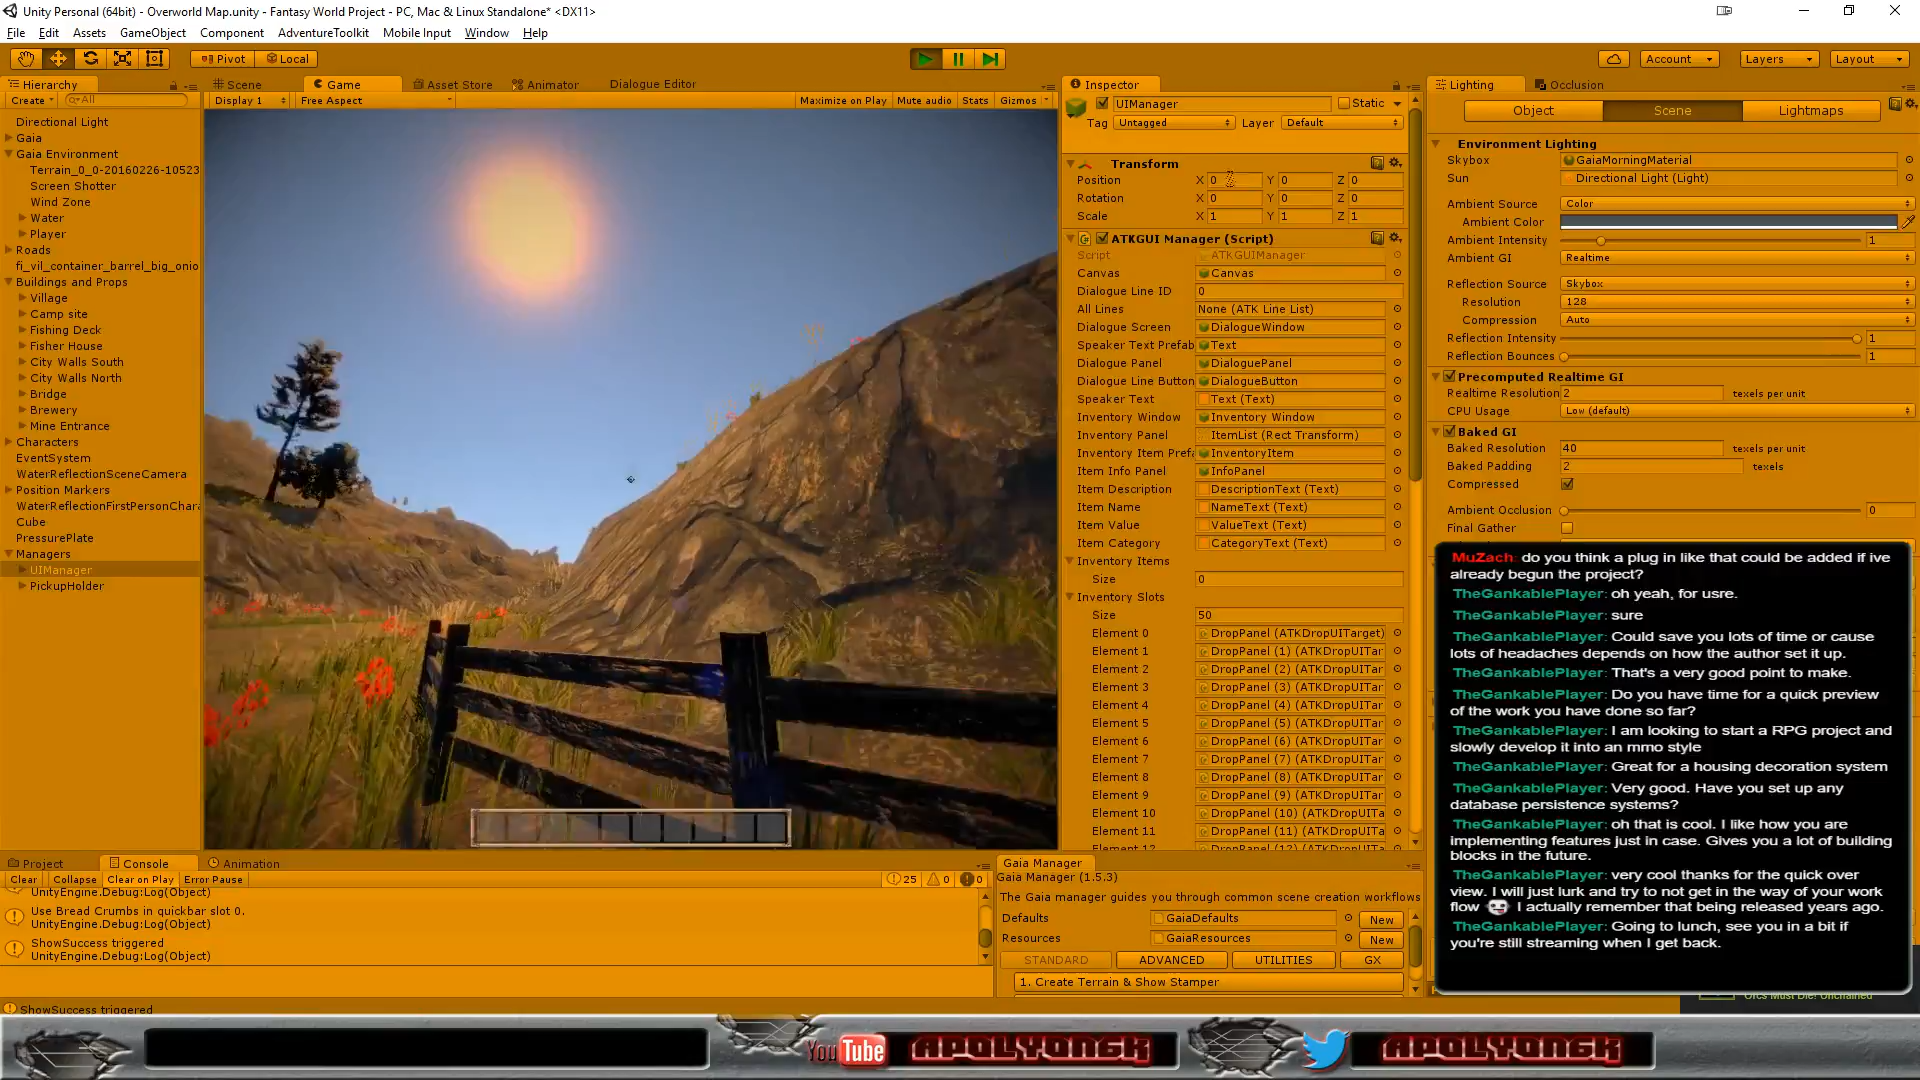 Unity Personal (64bit) - Overworld Map.unity - Fantasy World Project - PC, Mac & Linux Standalone* <DX11>
File Edit Assets GameObject Component AdventureToolkit Mobile Input Window Help
Pivot Local Account Layers Layout
Hierarchy
Create All
Directional Light
Gaia
Gaia Environment
Terrain_0_0-20160226-10523
Screen Shotter
Wind Zone
Water
Player
Roads
fi_vil_container_barrel_big_onio
Buildings and Props
Village
Camp site
Fishing Deck
Fisher House
City Walls South
City Walls North
Bridge
Brewery
Mine Entrance
Characters
EventSystem
WaterReflectionSceneCamera
Position Markers
WaterReflectionFirstPersonChara
Cube
PressurePlate
Managers
UIManager
PickupHolder
Scene Game Asset Store Animator Dialogue Editor
Display 1 Free Aspect Maximize on Play Mute audio Stats Gizmos
Inspector
UIManager Static
Tag Untagged Layer Default
Transform
Position X 0 Y 0 Z 0
Rotation X 0 Y 0 Z 0
Scale X 1 Y 1 Z 1
ATKGUI Manager (Script)
Script ATKGUIManager
Canvas Canvas
Dialogue Line ID 0
All Lines None (ATK Line List)
Dialogue Screen DialogueWindow
Speaker Text Prefab Text
Dialogue Panel DialoguePanel
Dialogue Line Button DialogueButton
Speaker Text Text (Text)
Inventory Window Inventory Window
Inventory Panel ItemList (Rect Transform)
Inventory Item Prefa InventoryItem
Item Info Panel InfoPanel
Item Description DescriptionText (Text)
Item Name NameText (Text)
Item Value ValueText (Text)
Item Category CategoryText (Text)
Inventory Items
Size 0
Inventory Slots
Size 50
Element 0 DropPanel (ATKDropUITarget)
Element 1 DropPanel (1) (ATKDropUITar
Element 2 DropPanel (2) (ATKDropUITar
Element 3 DropPanel (3) (ATKDropUITar
Element 4 DropPanel (4) (ATKDropUITar
Element 5 DropPanel (5) (ATKDropUITar
Element 6 DropPanel (6) (ATKDropUITar
Element 7 DropPanel (7) (ATKDropUITar
Element 8 DropPanel (8) (ATKDropUITar
Element 9 DropPanel (9) (ATKDropUITar
Element 10 DropPanel (10) (ATKDropUITa
Element 11 DropPanel (11) (ATKDropUITa
Element 12 DropPanel (12) (ATKDropUITa
Lighting Occlusion
Object Scene Lightmaps
Environment Lighting
Skybox GaiaMorningMaterial
Sun Directional Light (Light)
Ambient Source Color
Ambient Color
Ambient Intensity 1
Ambient GI Realtime
Reflection Source Skybox
Resolution 128
Compression Auto
Reflection Intensity 1
Reflection Bounces 1
Precomputed Realtime GI
Realtime Resolution 2 texels per unit
CPU Usage Low (default)
Baked GI
Baked Resolution 40 texels per unit
Baked Padding 2 texels
Compressed
Ambient Occlusion 0
Final Gather
MuZach: do you think a plug in like that could be added if ive
already begun the project?
TheGankablePlayer: oh yeah, for usre.
TheGankablePlayer: sure
TheGankablePlayer: Could save you lots of time or cause
lots of headaches depends on how the author set it up.
TheGankablePlayer: That's a very good point to make.
TheGankablePlayer: Do you have time for a quick preview
of the work you have done so far?
TheGankablePlayer: I am looking to start a RPG project and
slowly develop it into an mmo style
TheGankablePlayer: Great for a housing decoration system
TheGankablePlayer: Very good. Have you set up any
database persistence systems?
TheGankablePlayer: oh that is cool. I like how you are
implementing features just in case. Gives you a lot of building
blocks in the future.
TheGankablePlayer: very cool thanks for the quick over
view. I will just lurk and try to not get in the way of your work
flow I actually remember that being released years ago.
TheGankablePlayer: Going to lunch, see you in a bit if
you're still streaming when I get back.
Orcs Must Die! Unchained
Project Console Animation
Clear Collapse Clear on Play Error Pause 25 0 0
UnityEngine.Debug:Log(Object)
Use Bread Crumbs in quickbar slot 0.
UnityEngine.Debug:Log(Object)
ShowSuccess triggered
UnityEngine.Debug:Log(Object)
ShowSuccess triggered
Gaia Manager
Gaia Manager (1.5.3)
The Gaia manager guides you through common scene creation workflows
Defaults GaiaDefaults New
Resources GaiaResources New
STANDARD ADVANCED UTILITIES GX
1. Create Terrain & Show Stamper
YouTube APOLYON6K APOLYON6K